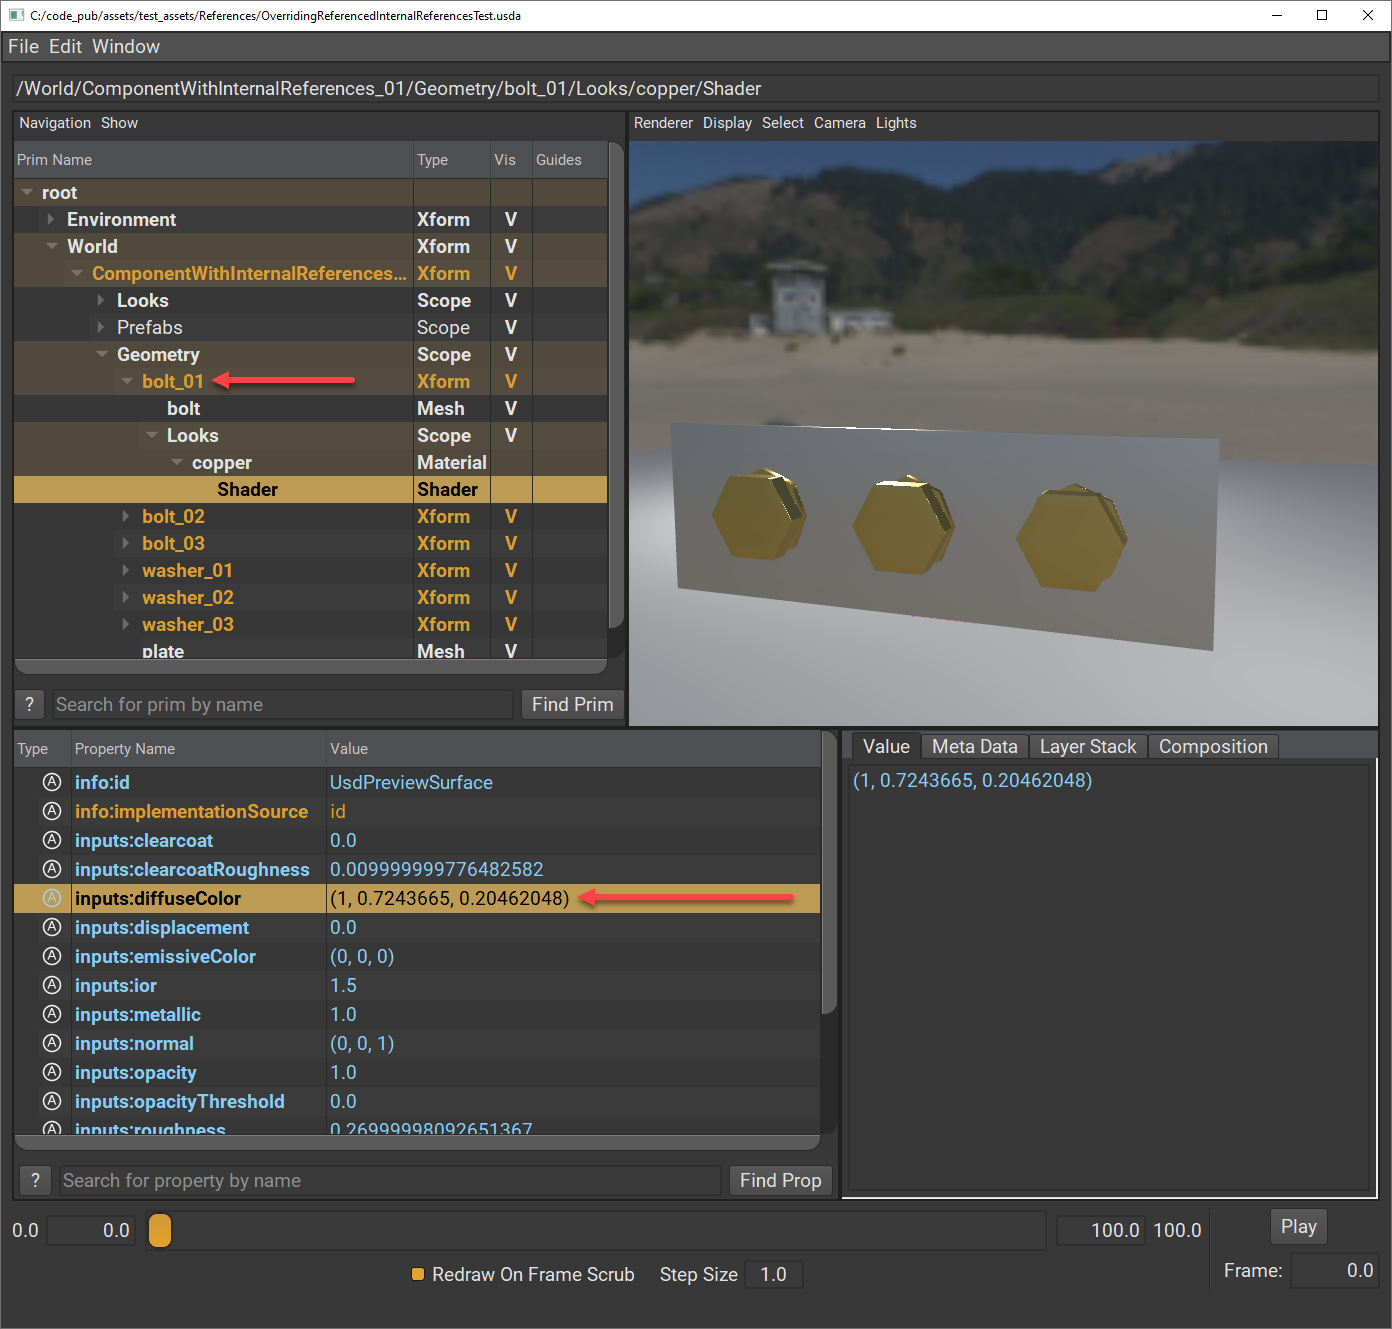 C:/code_pub/assets/test_assets/References/OverridingReferencedInternalReferencesTest.usda
File Edit Window
/World/ComponentWithInternalReferences_01/Geometry/bolt_01/Looks/copper/Shader
Navigation Show
Prim Name Type Vis Guides
root
Environment Xform V
World Xform V
ComponentWithInternalReferences... Xform V
Looks Scope V
Prefabs Scope V
Geometry Scope V
bolt_01 Xform V
bolt Mesh V
Looks Scope V
copper Material
Shader Shader
bolt_02 Xform V
bolt_03 Xform V
washer_01 Xform V
washer_02 Xform V
washer_03 Xform V
plate Mesh V
? Search for prim by name Find Prim
Renderer Display Select Camera Lights
Type Property Name Value
A info:id UsdPreviewSurface
A info:implementationSource id
A inputs:clearcoat 0.0
A inputs:clearcoatRoughness 0.009999999776482582
A inputs:diffuseColor (1, 0.7243665, 0.20462048)
A inputs:displacement 0.0
A inputs:emissiveColor (0, 0, 0)
A inputs:ior 1.5
A inputs:metallic 1.0
A inputs:normal (0, 0, 1)
A inputs:opacity 1.0
A inputs:opacityThreshold 0.0
A inputs:roughness 0.26999998092651367
? Search for property by name Find Prop
Value Meta Data Layer Stack Composition
(1, 0.7243665, 0.20462048)
0.0 0.0 100.0 100.0 Play
Redraw On Frame Scrub Step Size 1.0 Frame: 0.0